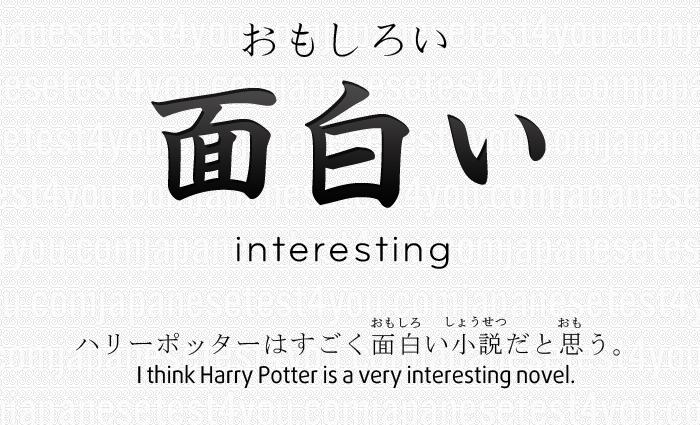 おもしろい
面白い
interesting
おもしろ しょうせつ おも
ハリーポッターはすごく面白い小説だと思う。
I think Harry Potter is a very interesting novel.